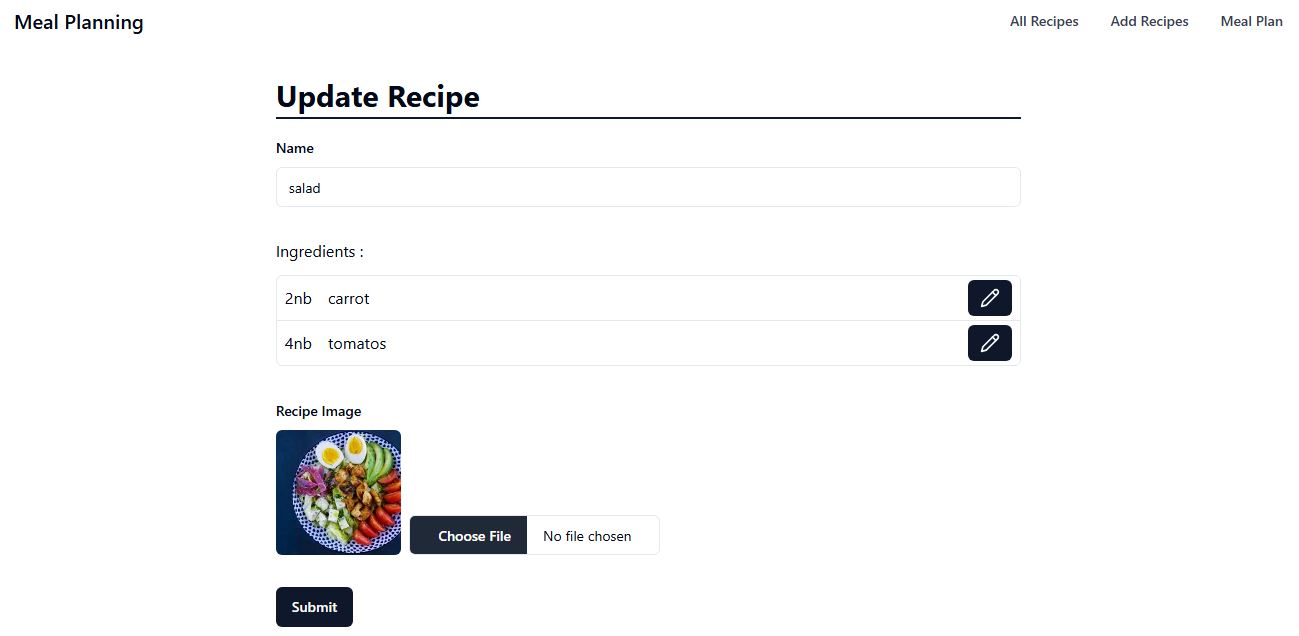 Meal Planning
All Recipes
Add Recipes
Meal Plan
Update Recipe
Name
salad
Ingredients :
2nb carrot
4nb tomatos
Recipe Image
Choose File
No file chosen
Submit